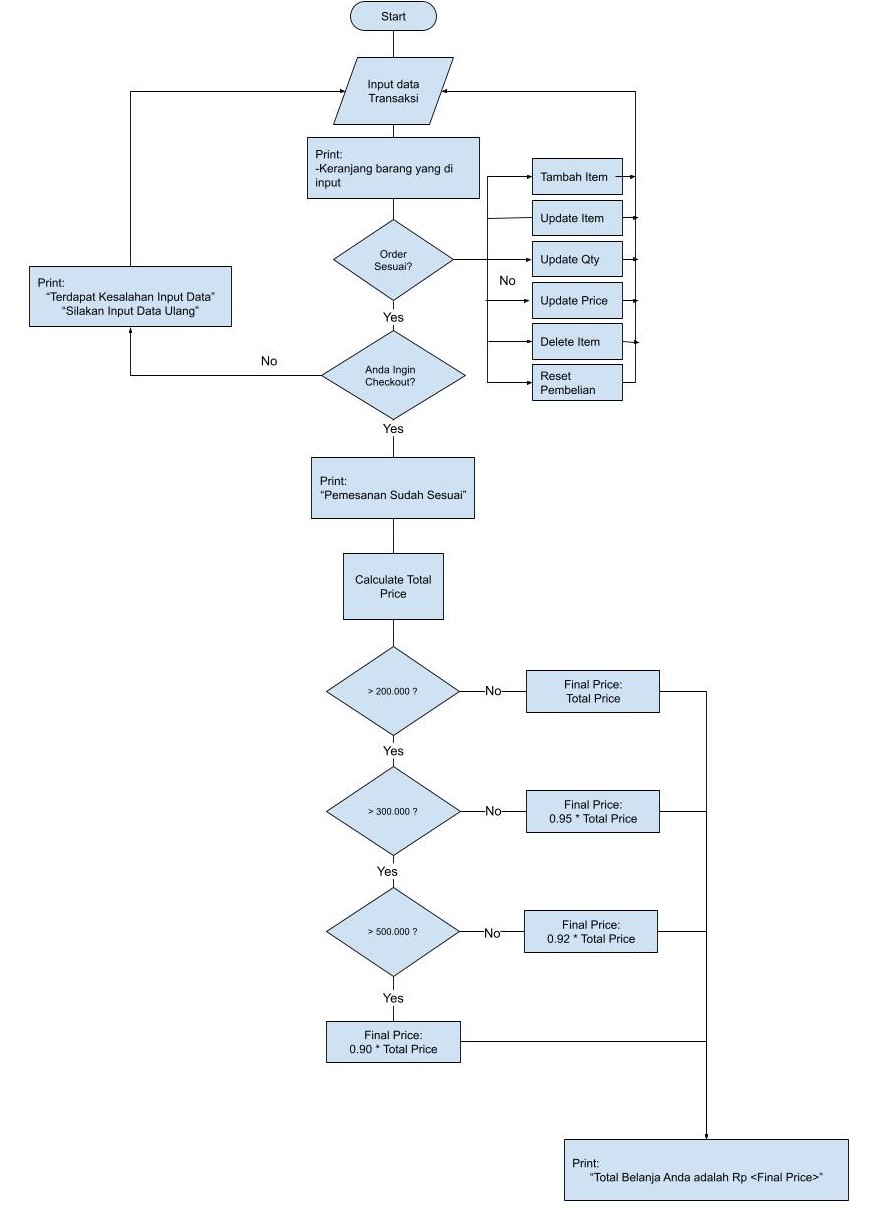 Start
Input data
Transaksi
Print:
-Keranjang barang yang di
input
Tambah Item
Update Item
Order
Sesuai?
Update Qty
No
Update Price
Print:
“Terdapat Kesalahan Input Data”
“Silakan Input Data Ulang”
Yes
Delete Item
No
Anda Ingin
Checkout?
Reset
Pembelian
Yes
Print:
“Pemesanan Sudah Sesuai”
Calculate Total
Price
> 200.000 ?
No
Final Price:
Total Price
Yes
> 300.000 ?
No
Final Price:
0.95 * Total Price
Yes
> 500.000 ?
No
Final Price:
0.92 * Total Price
Yes
Final Price:
0.90 * Total Price
Print:
“Total Belanja Anda adalah Rp <Final Price>”